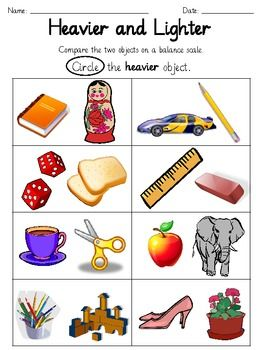 Name: Date:
Heavier and Lighter
Compare the two objects on a balance scale
Circle the heavier object.